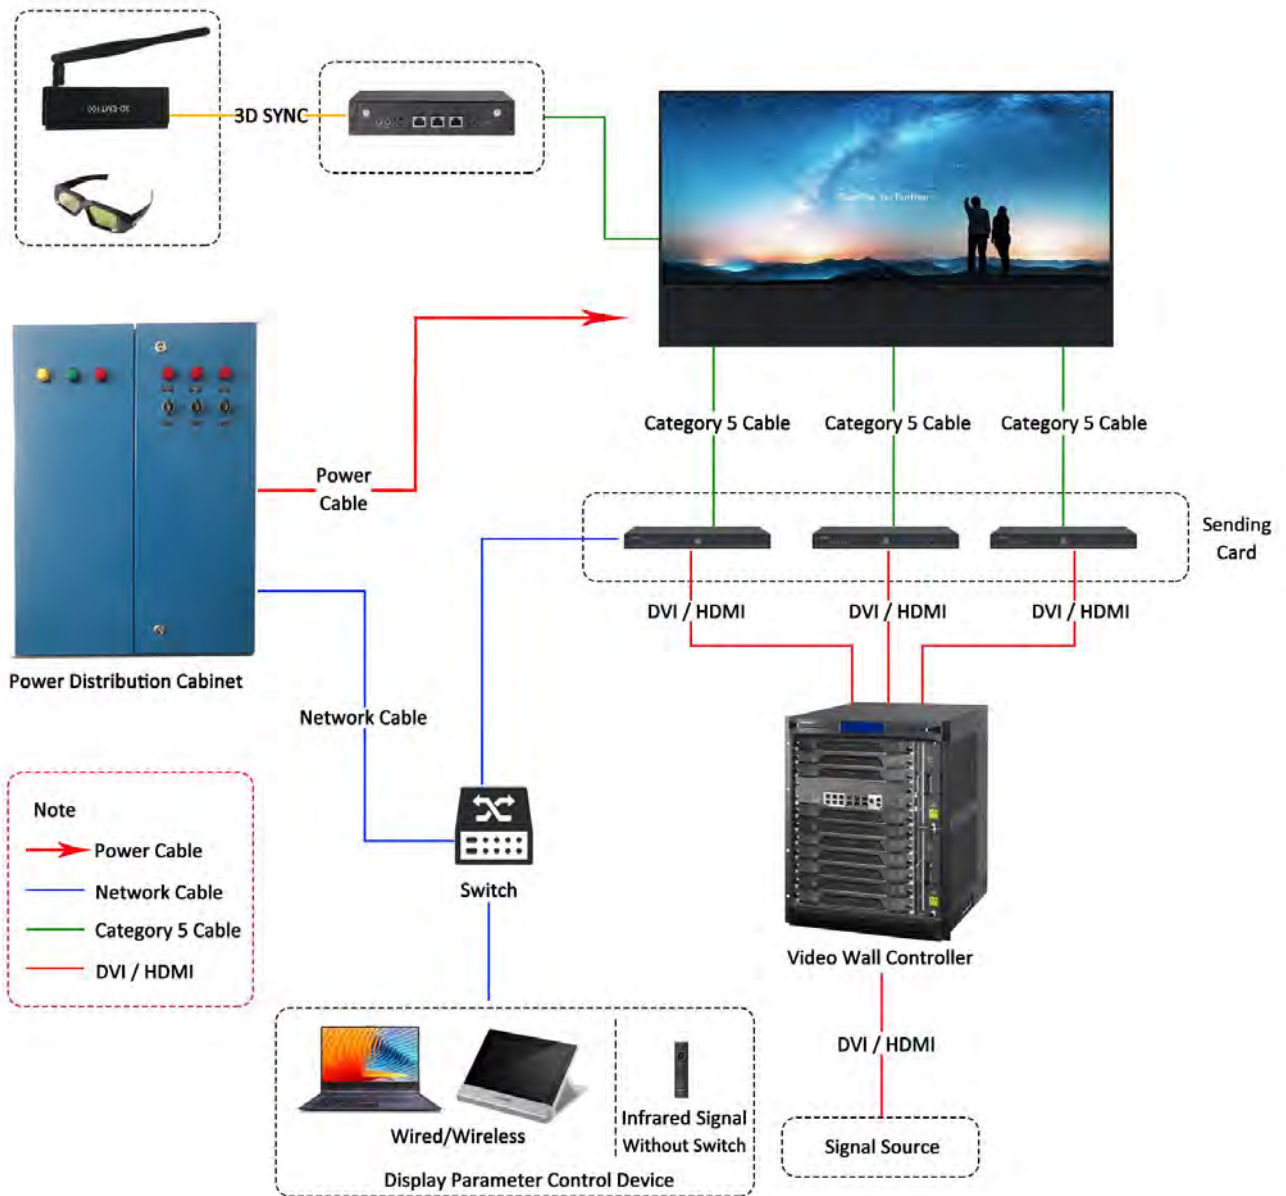 3D-EMT100
3D SYNC
Category 5 Cable
Category 5 Cable
Category 5 Cable
Power
Cable
Sending
Card
DVI / HDMI
DVI / HDMI
DVI / HDMI
Power Distribution Cabinet
Network Cable
Note
Power Cable
Network Cable
Category 5 Cable
DVI / HDMI
Switch
Video Wall Controller
DVI / HDMI
Wired/Wireless
Infrared Signal
Without Switch
Display Parameter Control Device
Signal Source